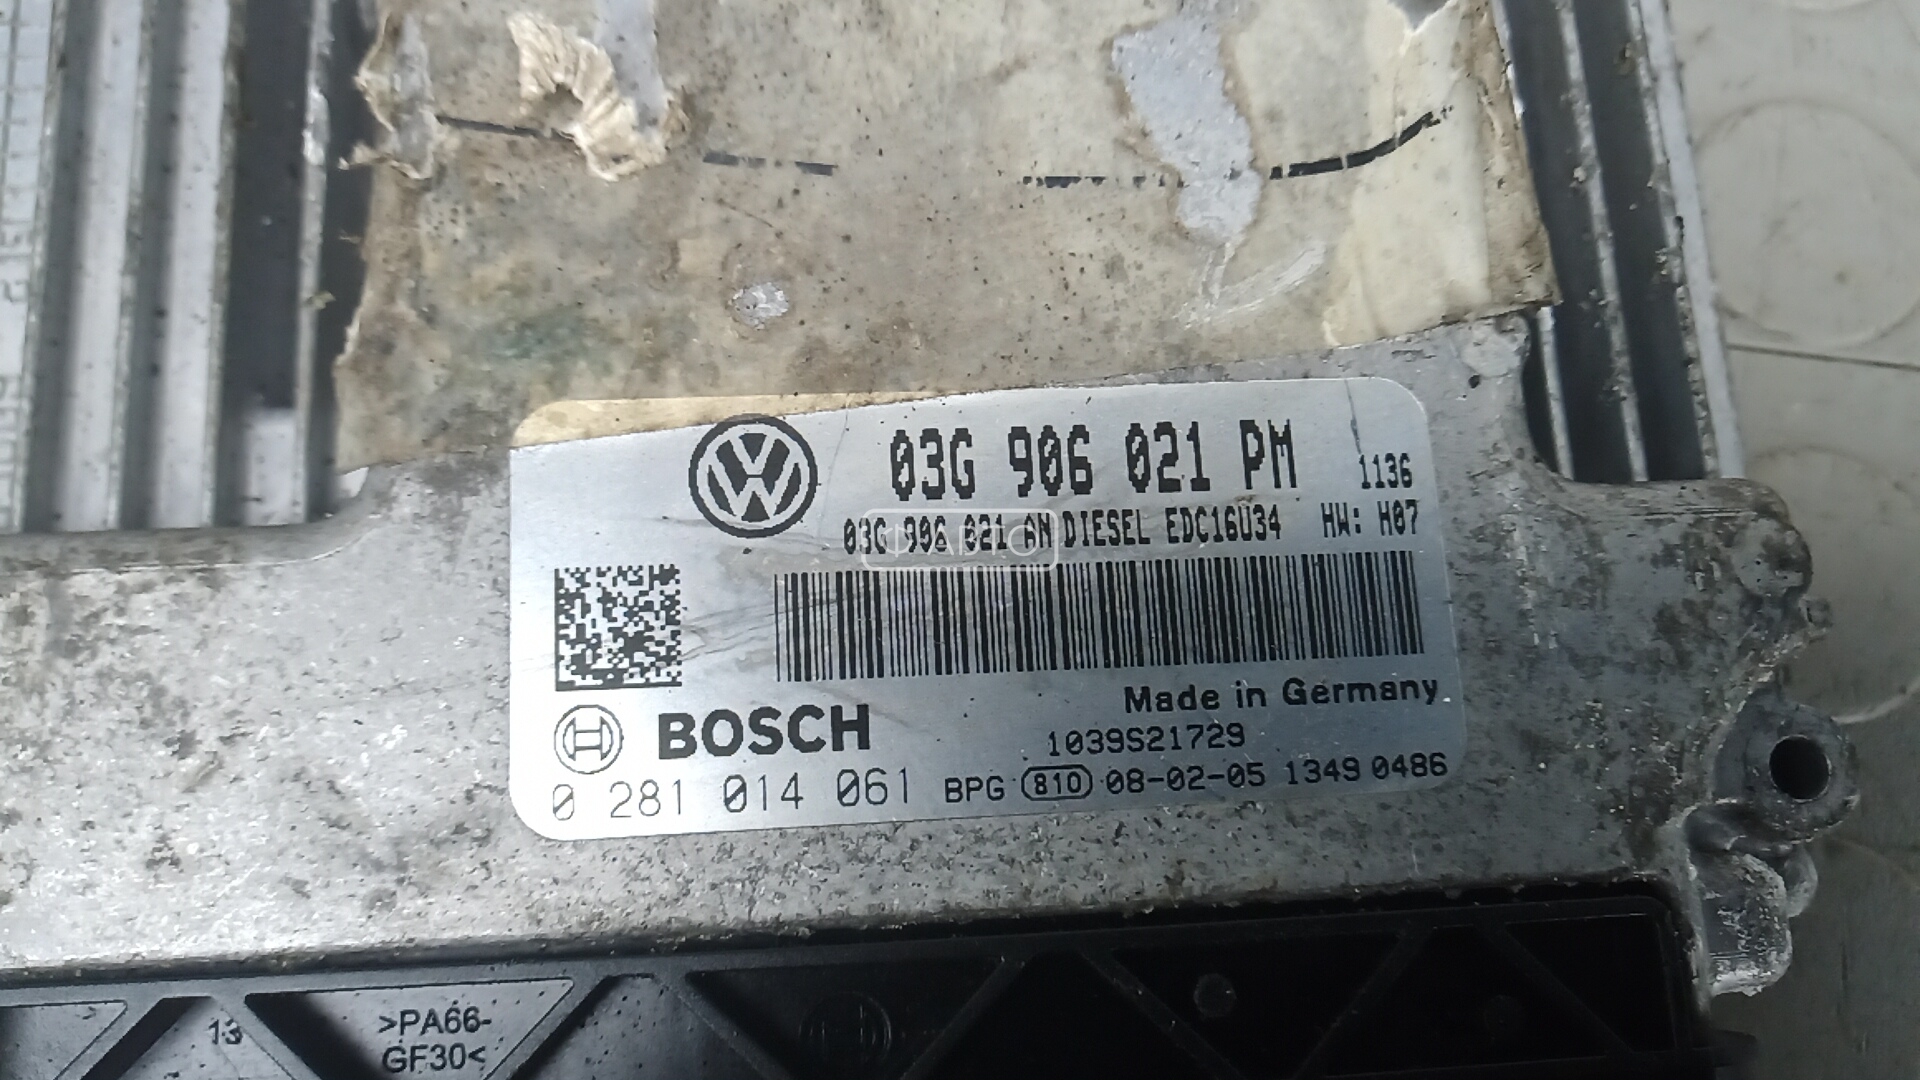 03G 906 021 PM
1136
03G 906 021 AN DIESEL EDC16U34 HW: H07
Made in Germany
BOSCH
1039S21729
0 281 014 061 BPG 810 08-02-05 1349 0486
13
>PA66-
GF30<